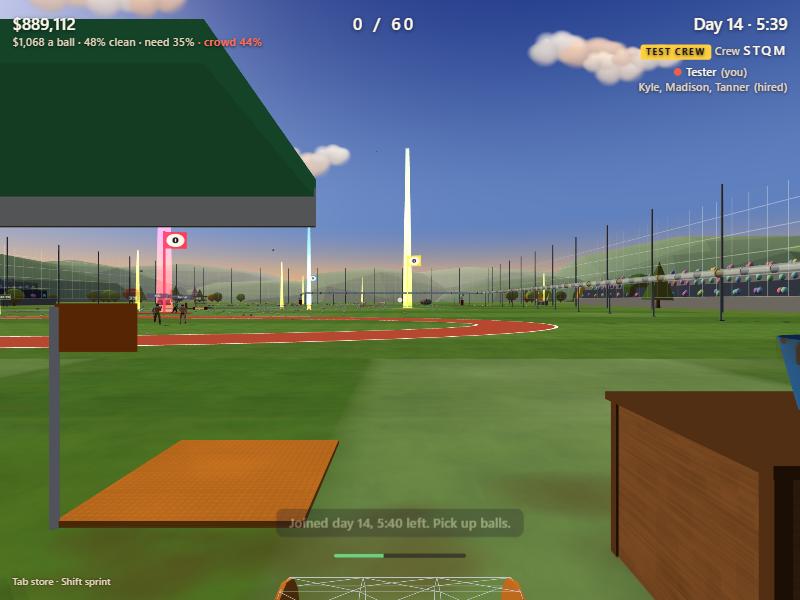 $889,112
$1,068 a ball · 48% clean · need 35% · crowd 44%
0 / 60
Day 14 · 5:39
TEST CREW Crew STQM
Tester (you)
Kyle, Madison, Tanner (hired)
Joined day 14, 5:40 left. Pick up balls.
Tab store · Shift sprint